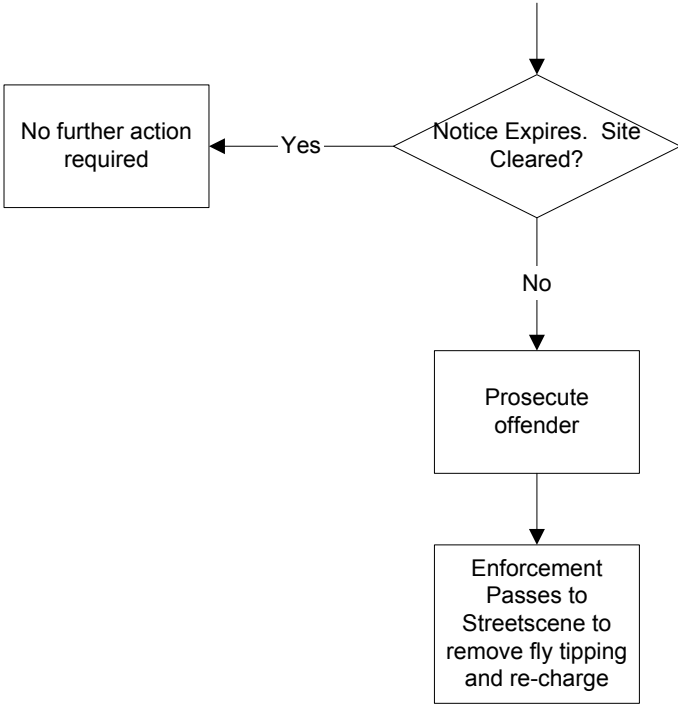 Notice Expires.  Site
Cleared?
Yes
No further action
required
No
Prosecute
offender
Enforcement
Passes to
Streetscene to
remove fly tipping
and re-charge